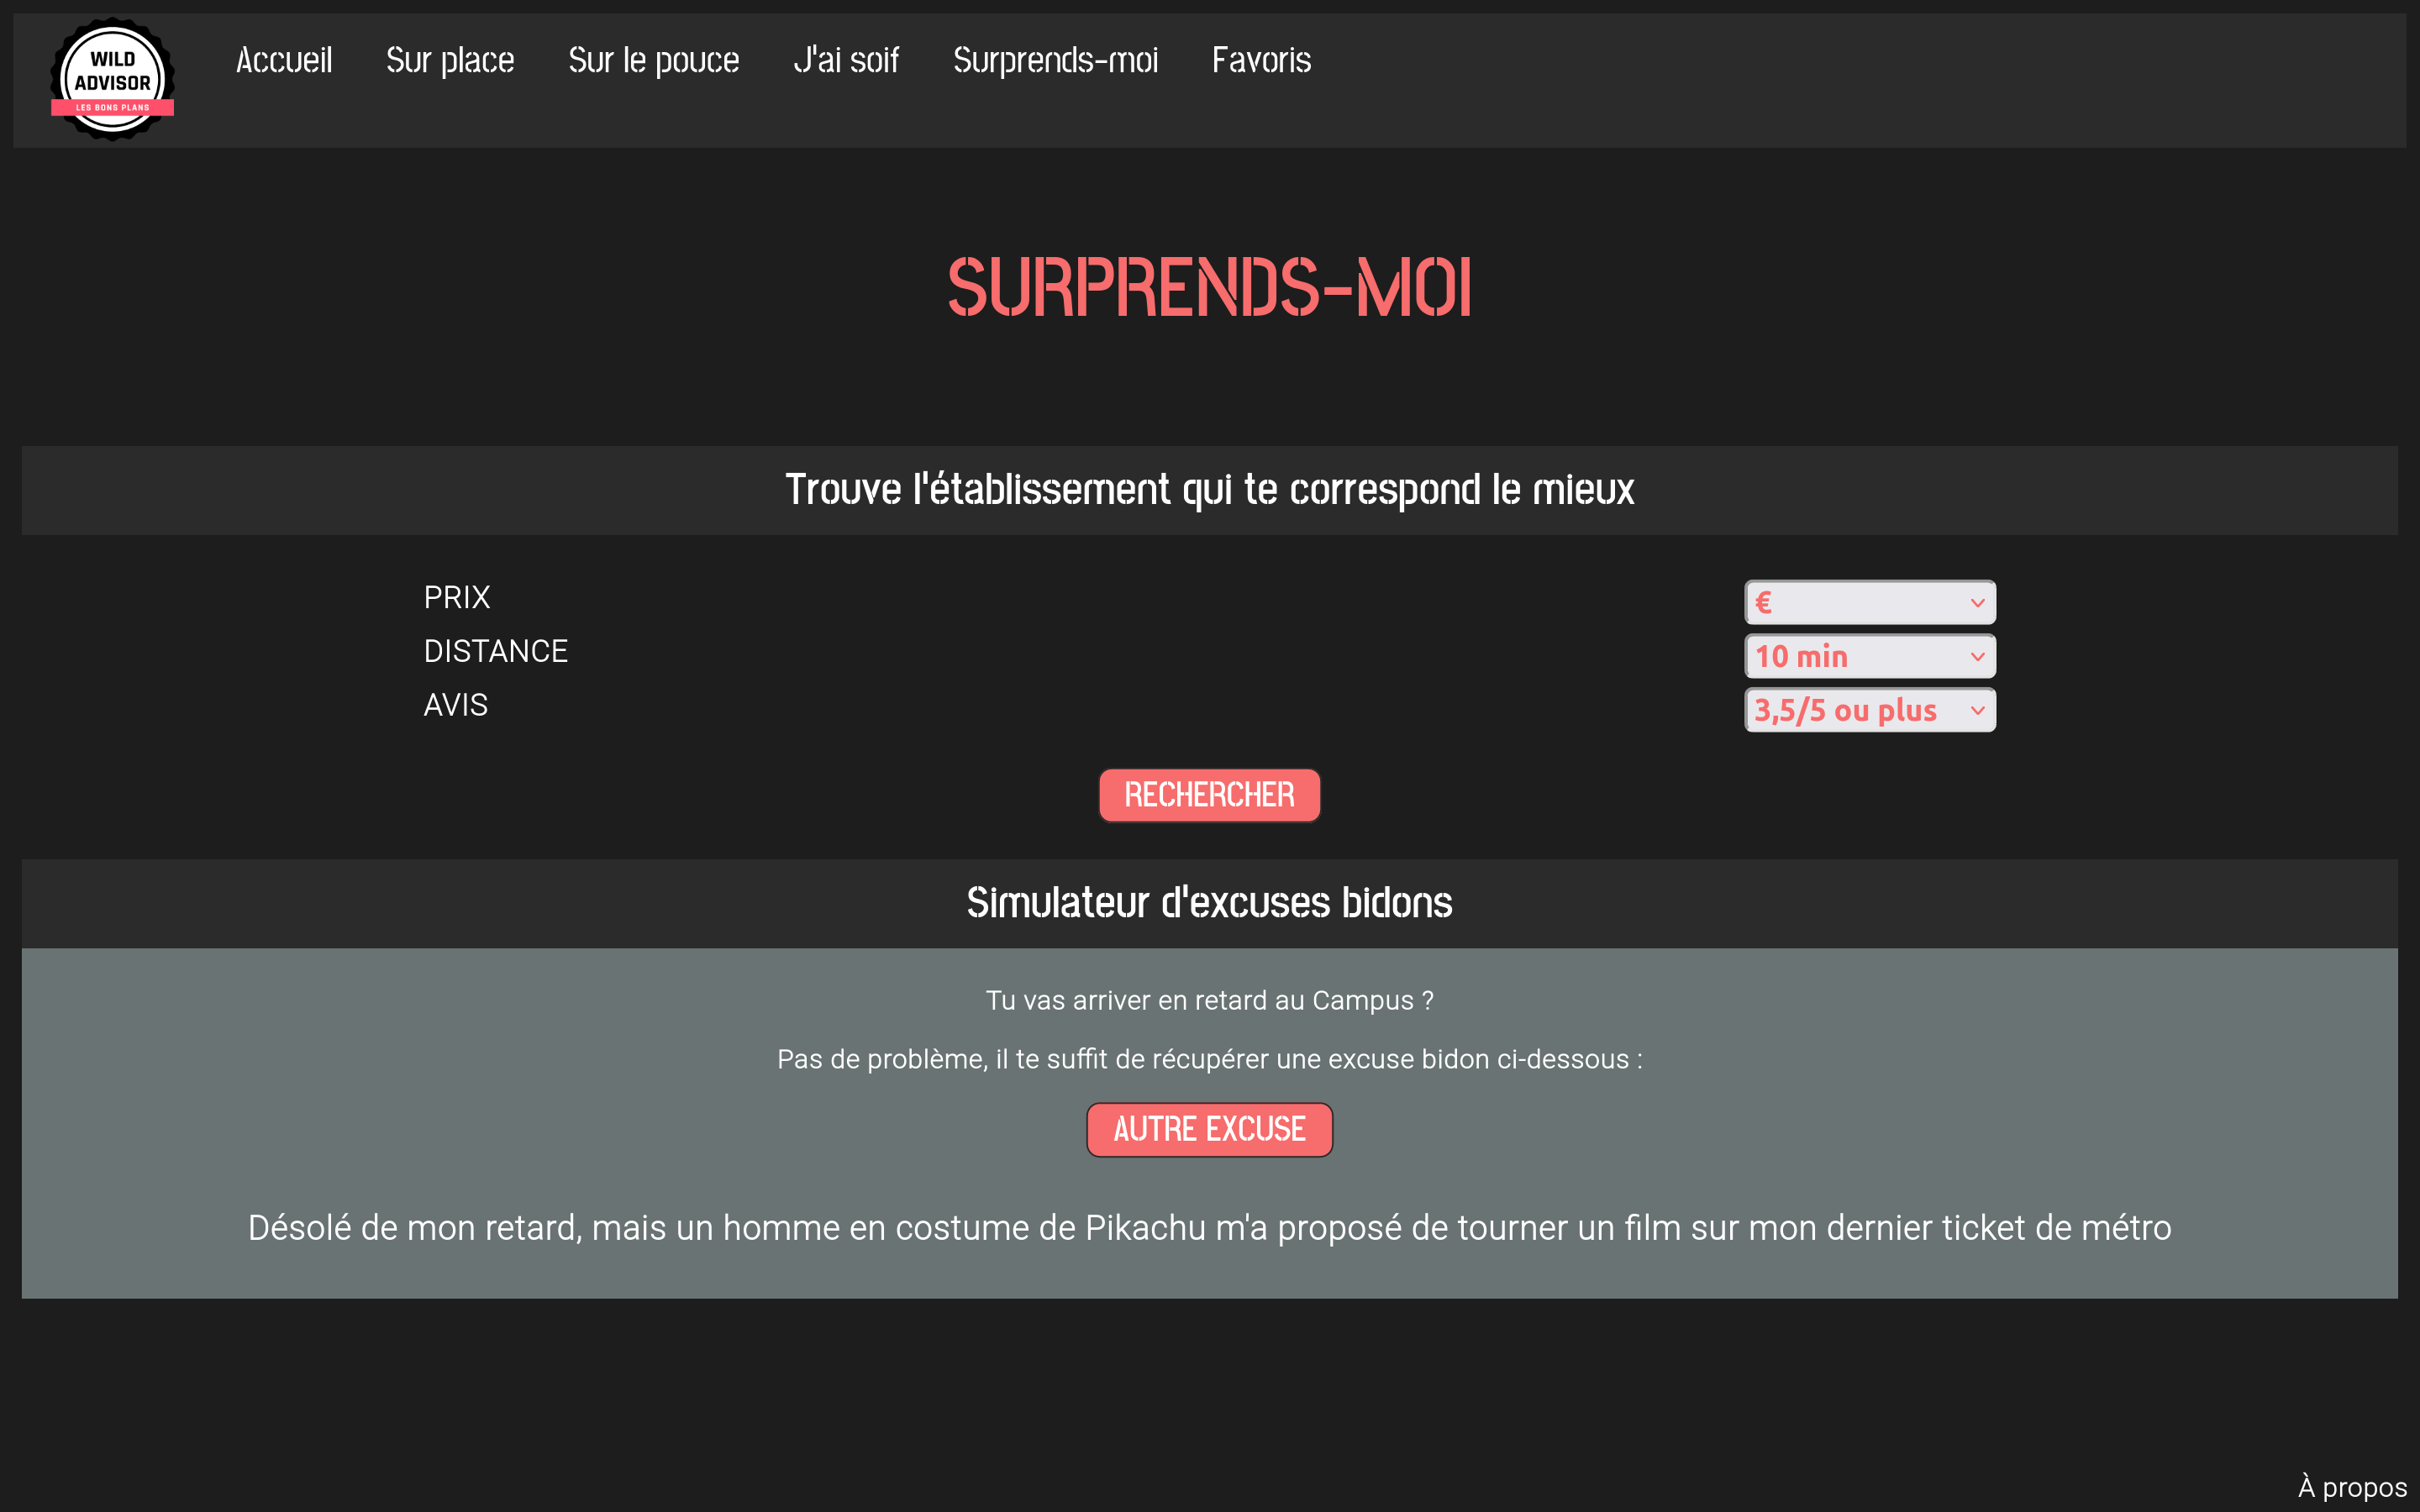 WILD
ADVISOR
LES BONS PLANS
Accueil Sur place Sur le pouce J'ai soif Surprends-moi Favoris
SURPRENDS-MOI
Trouve l'établissement qui te correspond le mieux
PRIX €
DISTANCE 10 min
AVIS 3,5/5 ou plus
RECHERCHER
Simulateur d'excuses bidons
Tu vas arriver en retard au Campus ?
Pas de problème, il te suffit de récupérer une excuse bidon ci-dessous :
AUTRE EXCUSE
Désolé de mon retard, mais un homme en costume de Pikachu m'a proposé de tourner un film sur mon dernier ticket de métro
À propos